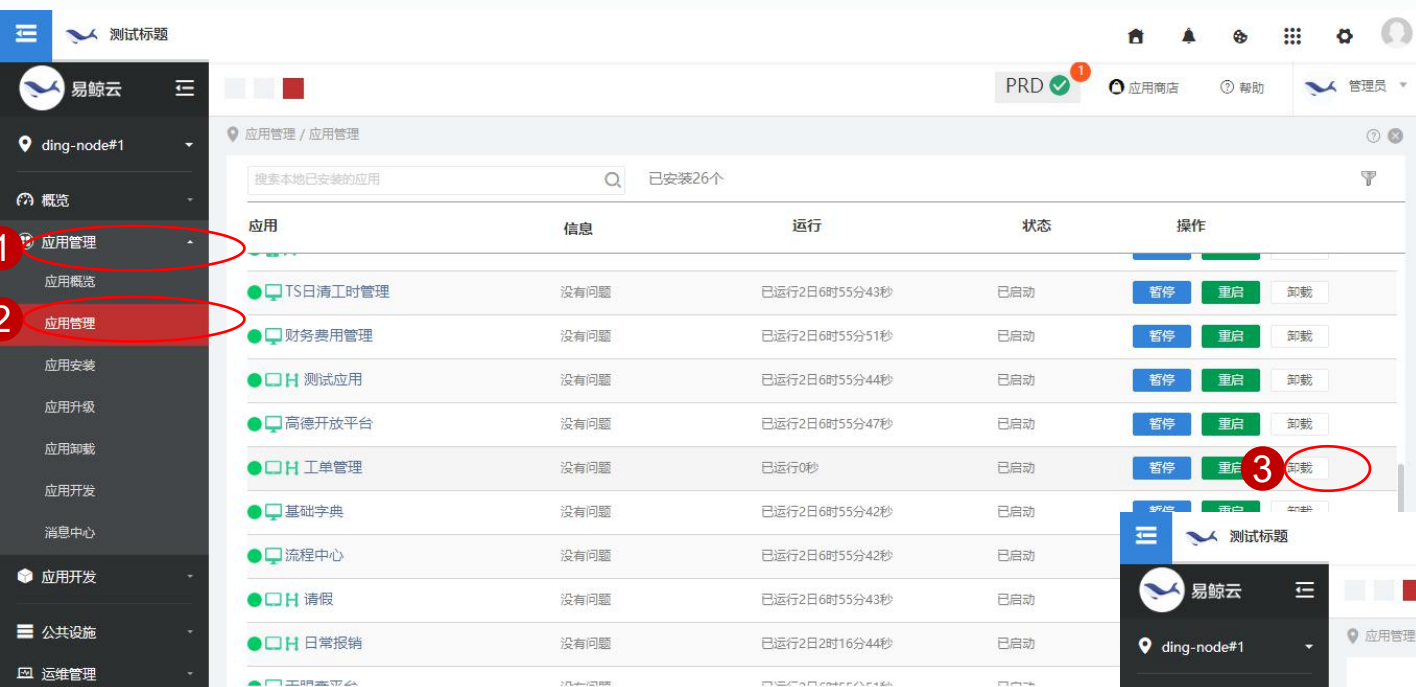 测试标题
易鲸云
PRD 1 应用商店 帮助 管理员
ding-node#1
应用管理 / 应用管理
搜索本地已安装的应用 已安装26个
概览
应用 信息 运行 状态 操作
1 应用管理
应用概览
TS日清工时管理 没有问题 已运行2日6时55分43秒 已启动 暂停 重启 卸载
2 应用管理
财务费用管理 没有问题 已运行2日6时55分51秒 已启动 暂停 重启 卸载
应用安装
测试应用 没有问题 已运行2日6时55分44秒 已启动 暂停 重启 卸载
应用升级
高德开放平台 没有问题 已运行2日6时55分47秒 已启动 暂停 重启 卸载
应用卸载
工单管理 没有问题 已运行0秒 已启动 暂停 重启 3 卸载
应用开发
基础字典 没有问题 已运行2日6时55分42秒 已启动 暂停 重启 卸载
消息中心
流程中心 没有问题 已运行2日6时55分42秒 已启动
应用开发
请假 没有问题 已运行2日6时55分43秒 已启动
公共设施
日常报销 没有问题 已运行2日2时16分44秒 已启动
运维管理
测试标题
易鲸云
应用管理
ding-node#1